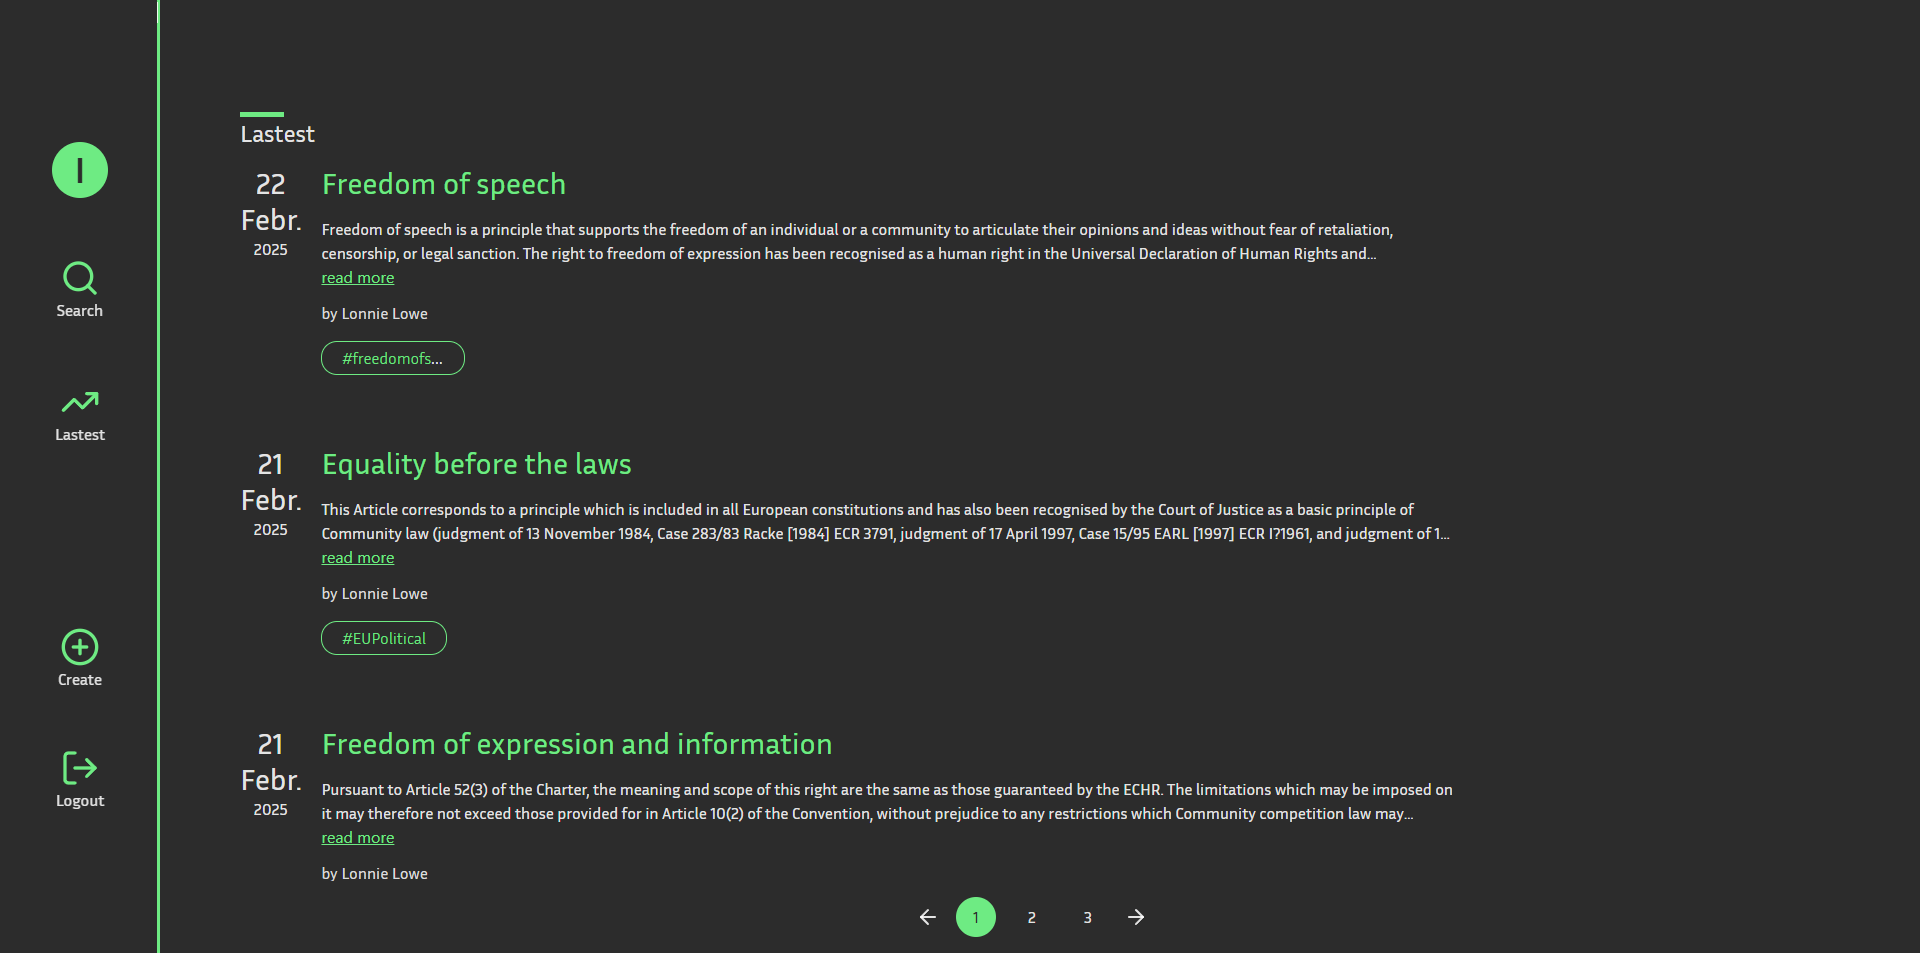 I
Search
Lastest
Create
Logout
Lastest
22
Febr.
2025
Freedom of speech
Freedom of speech is a principle that supports the freedom of an individual or a community to articulate their opinions and ideas without fear of retaliation,
censorship, or legal sanction. The right to freedom of expression has been recognised as a human right in the Universal Declaration of Human Rights and...
read more
by Lonnie Lowe
#freedomofs...
21
Febr.
2025
Equality before the laws
This Article corresponds to a principle which is included in all European constitutions and has also been recognised by the Court of Justice as a basic principle of
Community law (judgment of 13 November 1984, Case 283/83 Racke [1984] ECR 3791, judgment of 17 April 1997, Case 15/95 EARL [1997] ECR I?1961, and judgment of 1...
read more
by Lonnie Lowe
#EUPolitical
21
Febr.
2025
Freedom of expression and information
Pursuant to Article 52(3) of the Charter, the meaning and scope of this right are the same as those guaranteed by the ECHR. The limitations which may be imposed on
it may therefore not exceed those provided for in Article 10(2) of the Convention, without prejudice to any restrictions which Community competition law may...
read more
by Lonnie Lowe
1 2 3